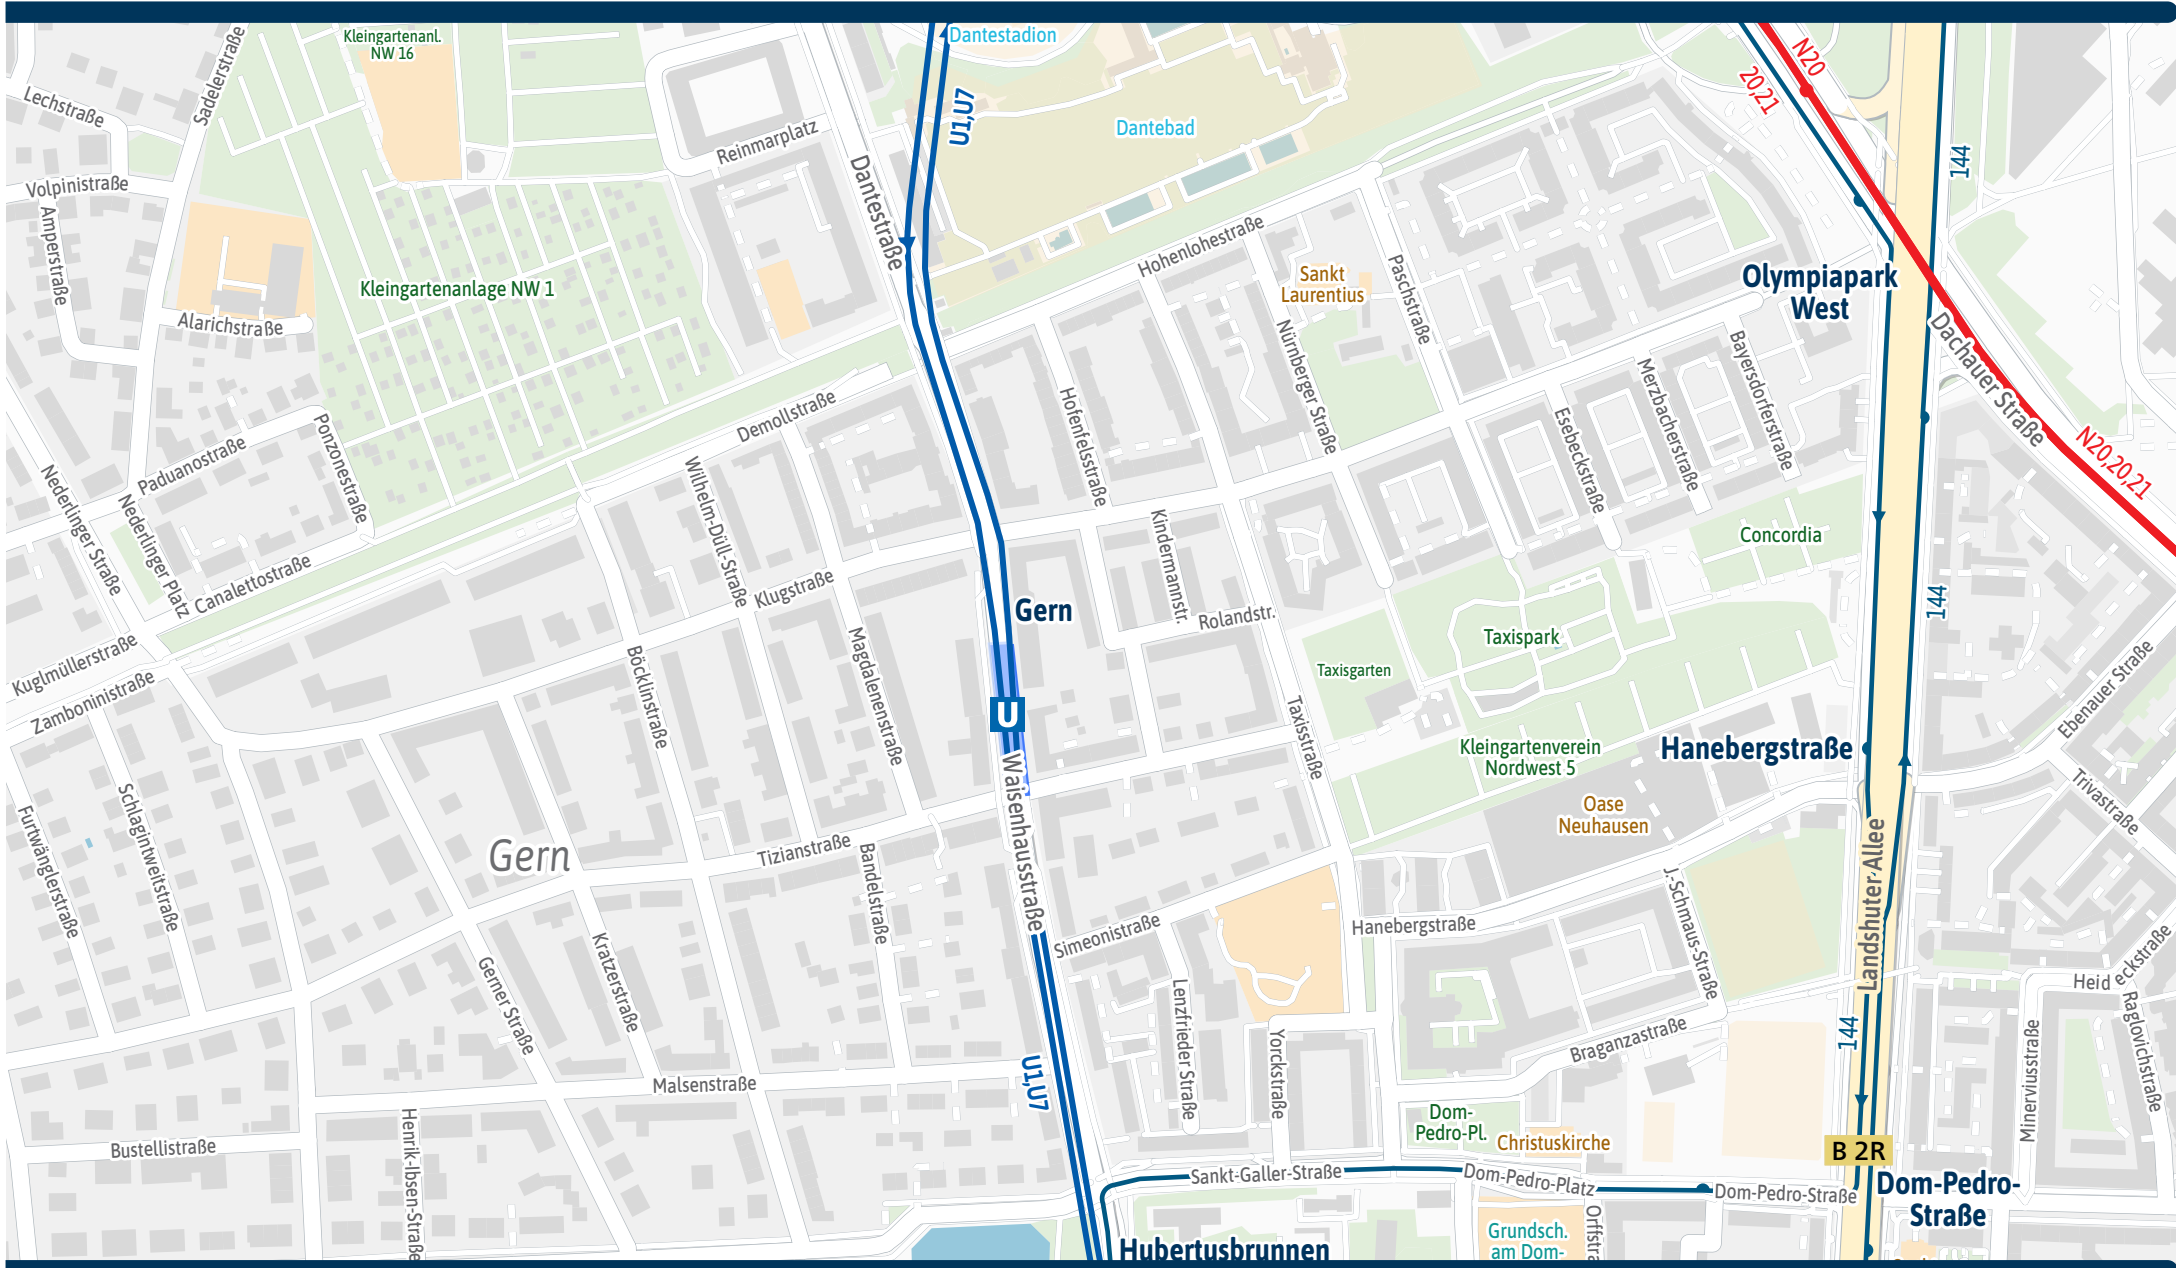 Kleingartenanl.
NW 16
Sadelerstraße
Lechstraße
Volpinistraße
Amperstraße
Alarichstraße
Kleingartenanlage NW 1
Reinmarplatz
Dantestraße
U1,U7
Dantestadion
Dantebad
Hohenlohestraße
Sankt
Laurentius
Paschstraße
Nürnberger Straße
N20
20,21
144
Olympiapark
West
Dachauer Straße
N20,20,21
Bayersdorferstraße
Merzbacherstraße
Esebeckstraße
Concordia
Hofenfelsstraße
Kindermannstr.
Rolandstr.
Demollstraße
Wilhelm-Düll-Straße
Ponzonestraße
Paduanostraße
Nederlinger Straße
Nederlinger Platz
Canalettostraße
Kuglmüllerstraße
Zamboninistraße
Klugstraße
Gern
Magdalenenstraße
Böcklinstraße
U
Waisenhausstraße
Taxisstraße
Taxisgarten
Taxispark
Kleingartenverein
Nordwest 5
Hanebergstraße
144
Ebenauer Straße
Trivastraße
Oase
Neuhausen
Landshuter Allee
Furtwänglerstraße
Schlagintweitstraße
Gern
Tizianstraße
Bandelstraße
Simeonistraße
Hanebergstraße
J.-Schmaus-Straße
Gerner Straße
Kratzerstraße
Lenzfrieder Straße
Yorckstraße
Braganzastraße
144
Heid
eckstraße
Raglovichstraße
Minerviusstraße
U1,U7
Malsenstraße
Bustellistraße
Henrik-Ibsen-Straße
Dom-
Pedro-Pl.
Christuskirche
B 2R
Sankt-Galler-Straße
Dom-Pedro-Platz
Dom-Pedro-Straße
Dom-Pedro-
Straße
Orffstra
Grundsch.
am Dom-
Hubertusbrunnen